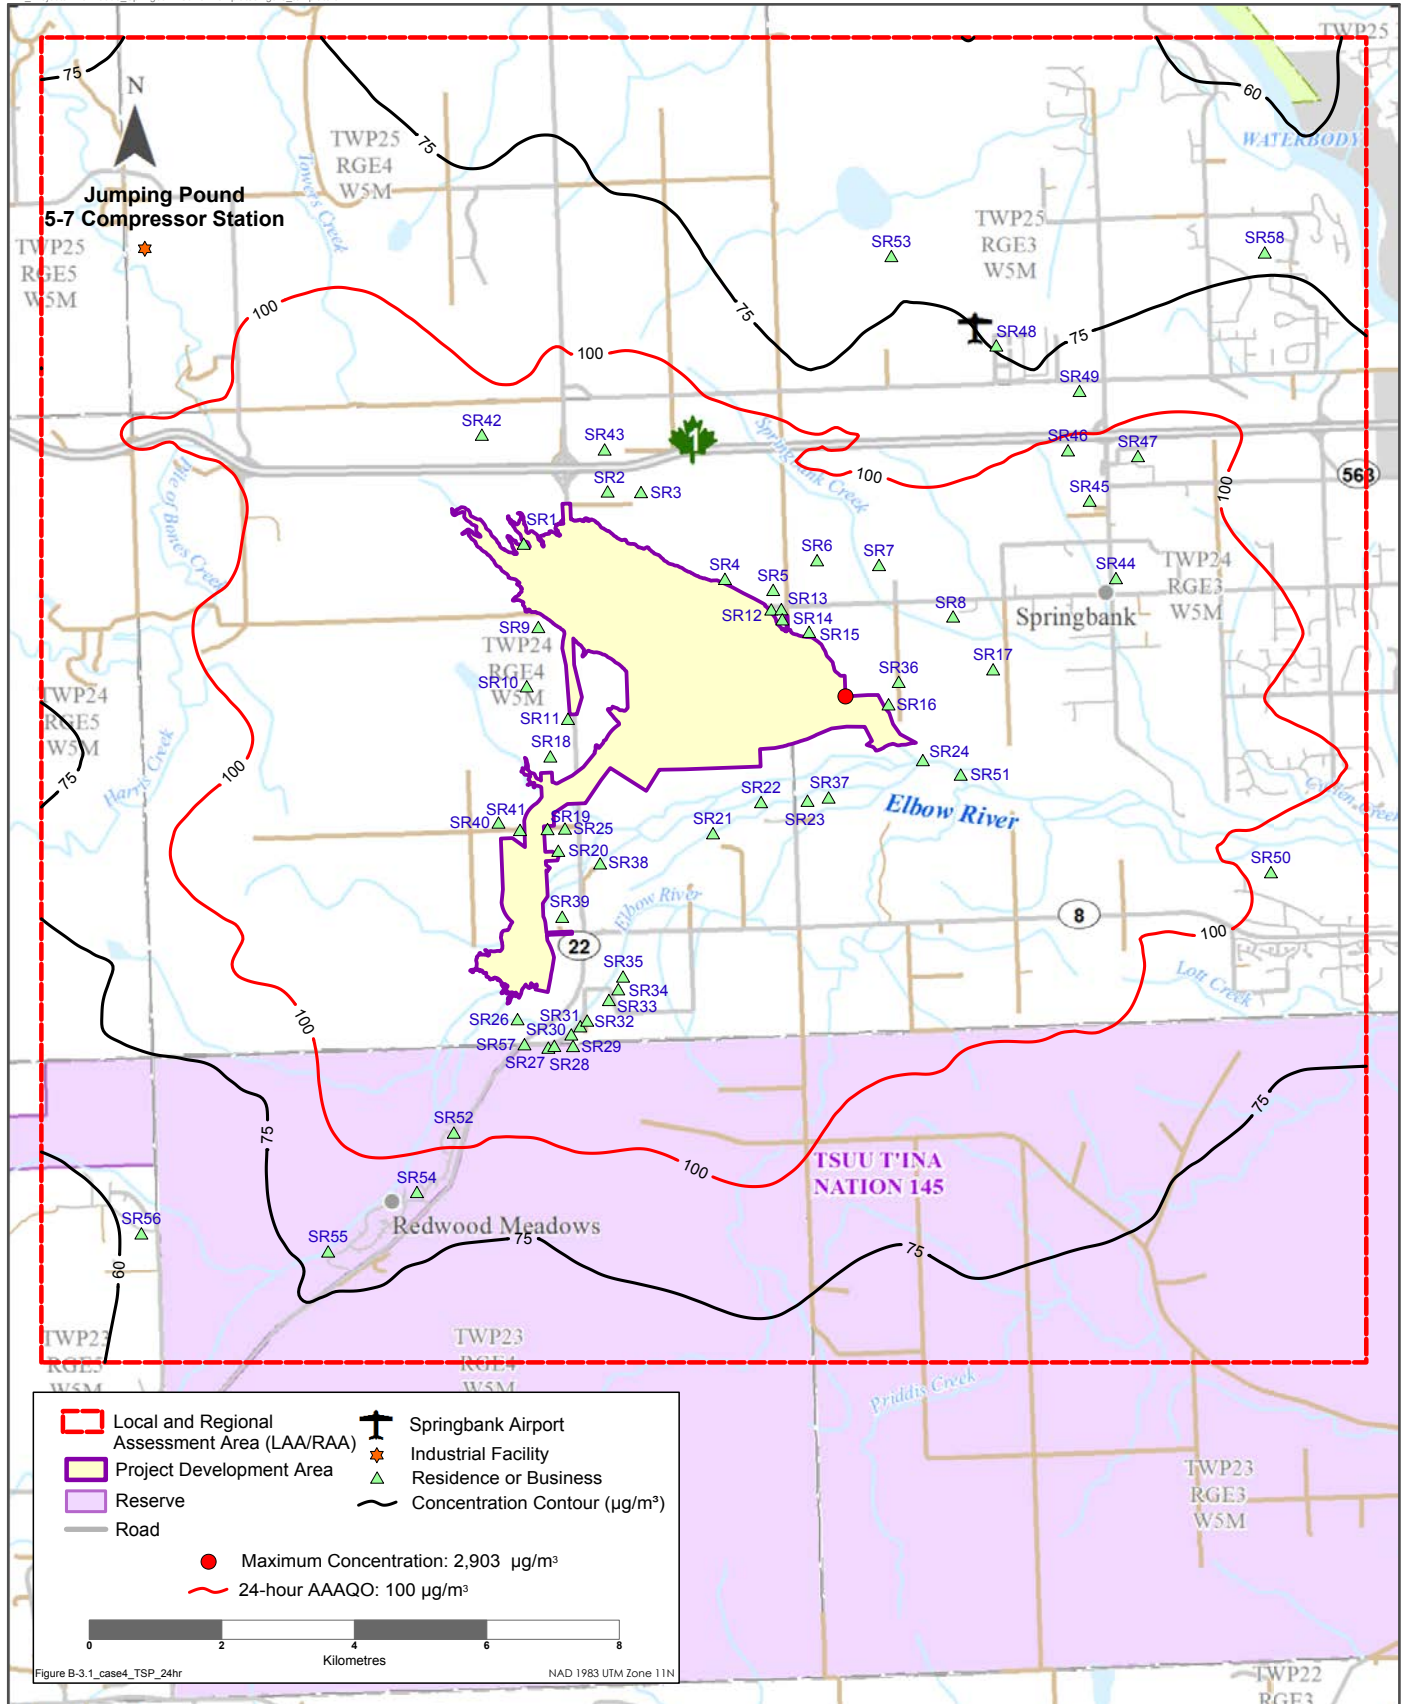 TWP25
75
60
N
WATERBODY
75
TWP25
RGE4
W5M
Towers Creek
Jumping Pound
5-7 Compressor Station
TWP25
RGE5
W5M
TWP25
RGE3
W5M
SR53
SR58
100
75
SR48
75
100
SR49
SR42
SR43
1
Springbank Creek
SR46
SR47
100
563
Pile of Bones Creek
SR2
SR3
100
SR45
SR1
SR6
SR7
TWP24
RGE3
W5M
SR4
SR5
SR44
SR12
SR13
SR14
SR15
SR8
Springbank
SR9
TWP24
RGE4
W5M
SR10
SR17
SR36
SR16
TWP24
RGE5
W5M
SR11
SR18
Harris Creek
100
75
SR24
SR51
SR22
SR37
SR23
Elbow River
Cullen Creek
SR41
SR40
SR19
SR25
SR21
SR20
SR38
SR50
Elbow River
SR39
8
22
100
Lott Creek
SR35
SR34
SR33
100
SR26
SR31
SR32
SR30
SR57
SR29
SR27
SR28
75
75
SR52
100
TSUU T'INA
NATION 145
SR54
Redwood Meadows
SR56
SR55
75
75
60
TWP23
RGE5
W5M
TWP23
RGE4
W5M
Priddis Creek
TWP23
RGE3
W5M
Local and Regional
Assessment Area (LAA/RAA)
Project Development Area
Reserve
Road
Springbank Airport
Industrial Facility
Residence or Business
Concentration Contour (µg/m³)
Maximum Concentration: 2,903 µg/m³
24-hour AAAQO: 100 µg/m³
0 2 4 6 8
Kilometres
Figure B-3.1_case4_TSP_24hr
NAD 1983 UTM Zone 11N
TWP22
RGE3